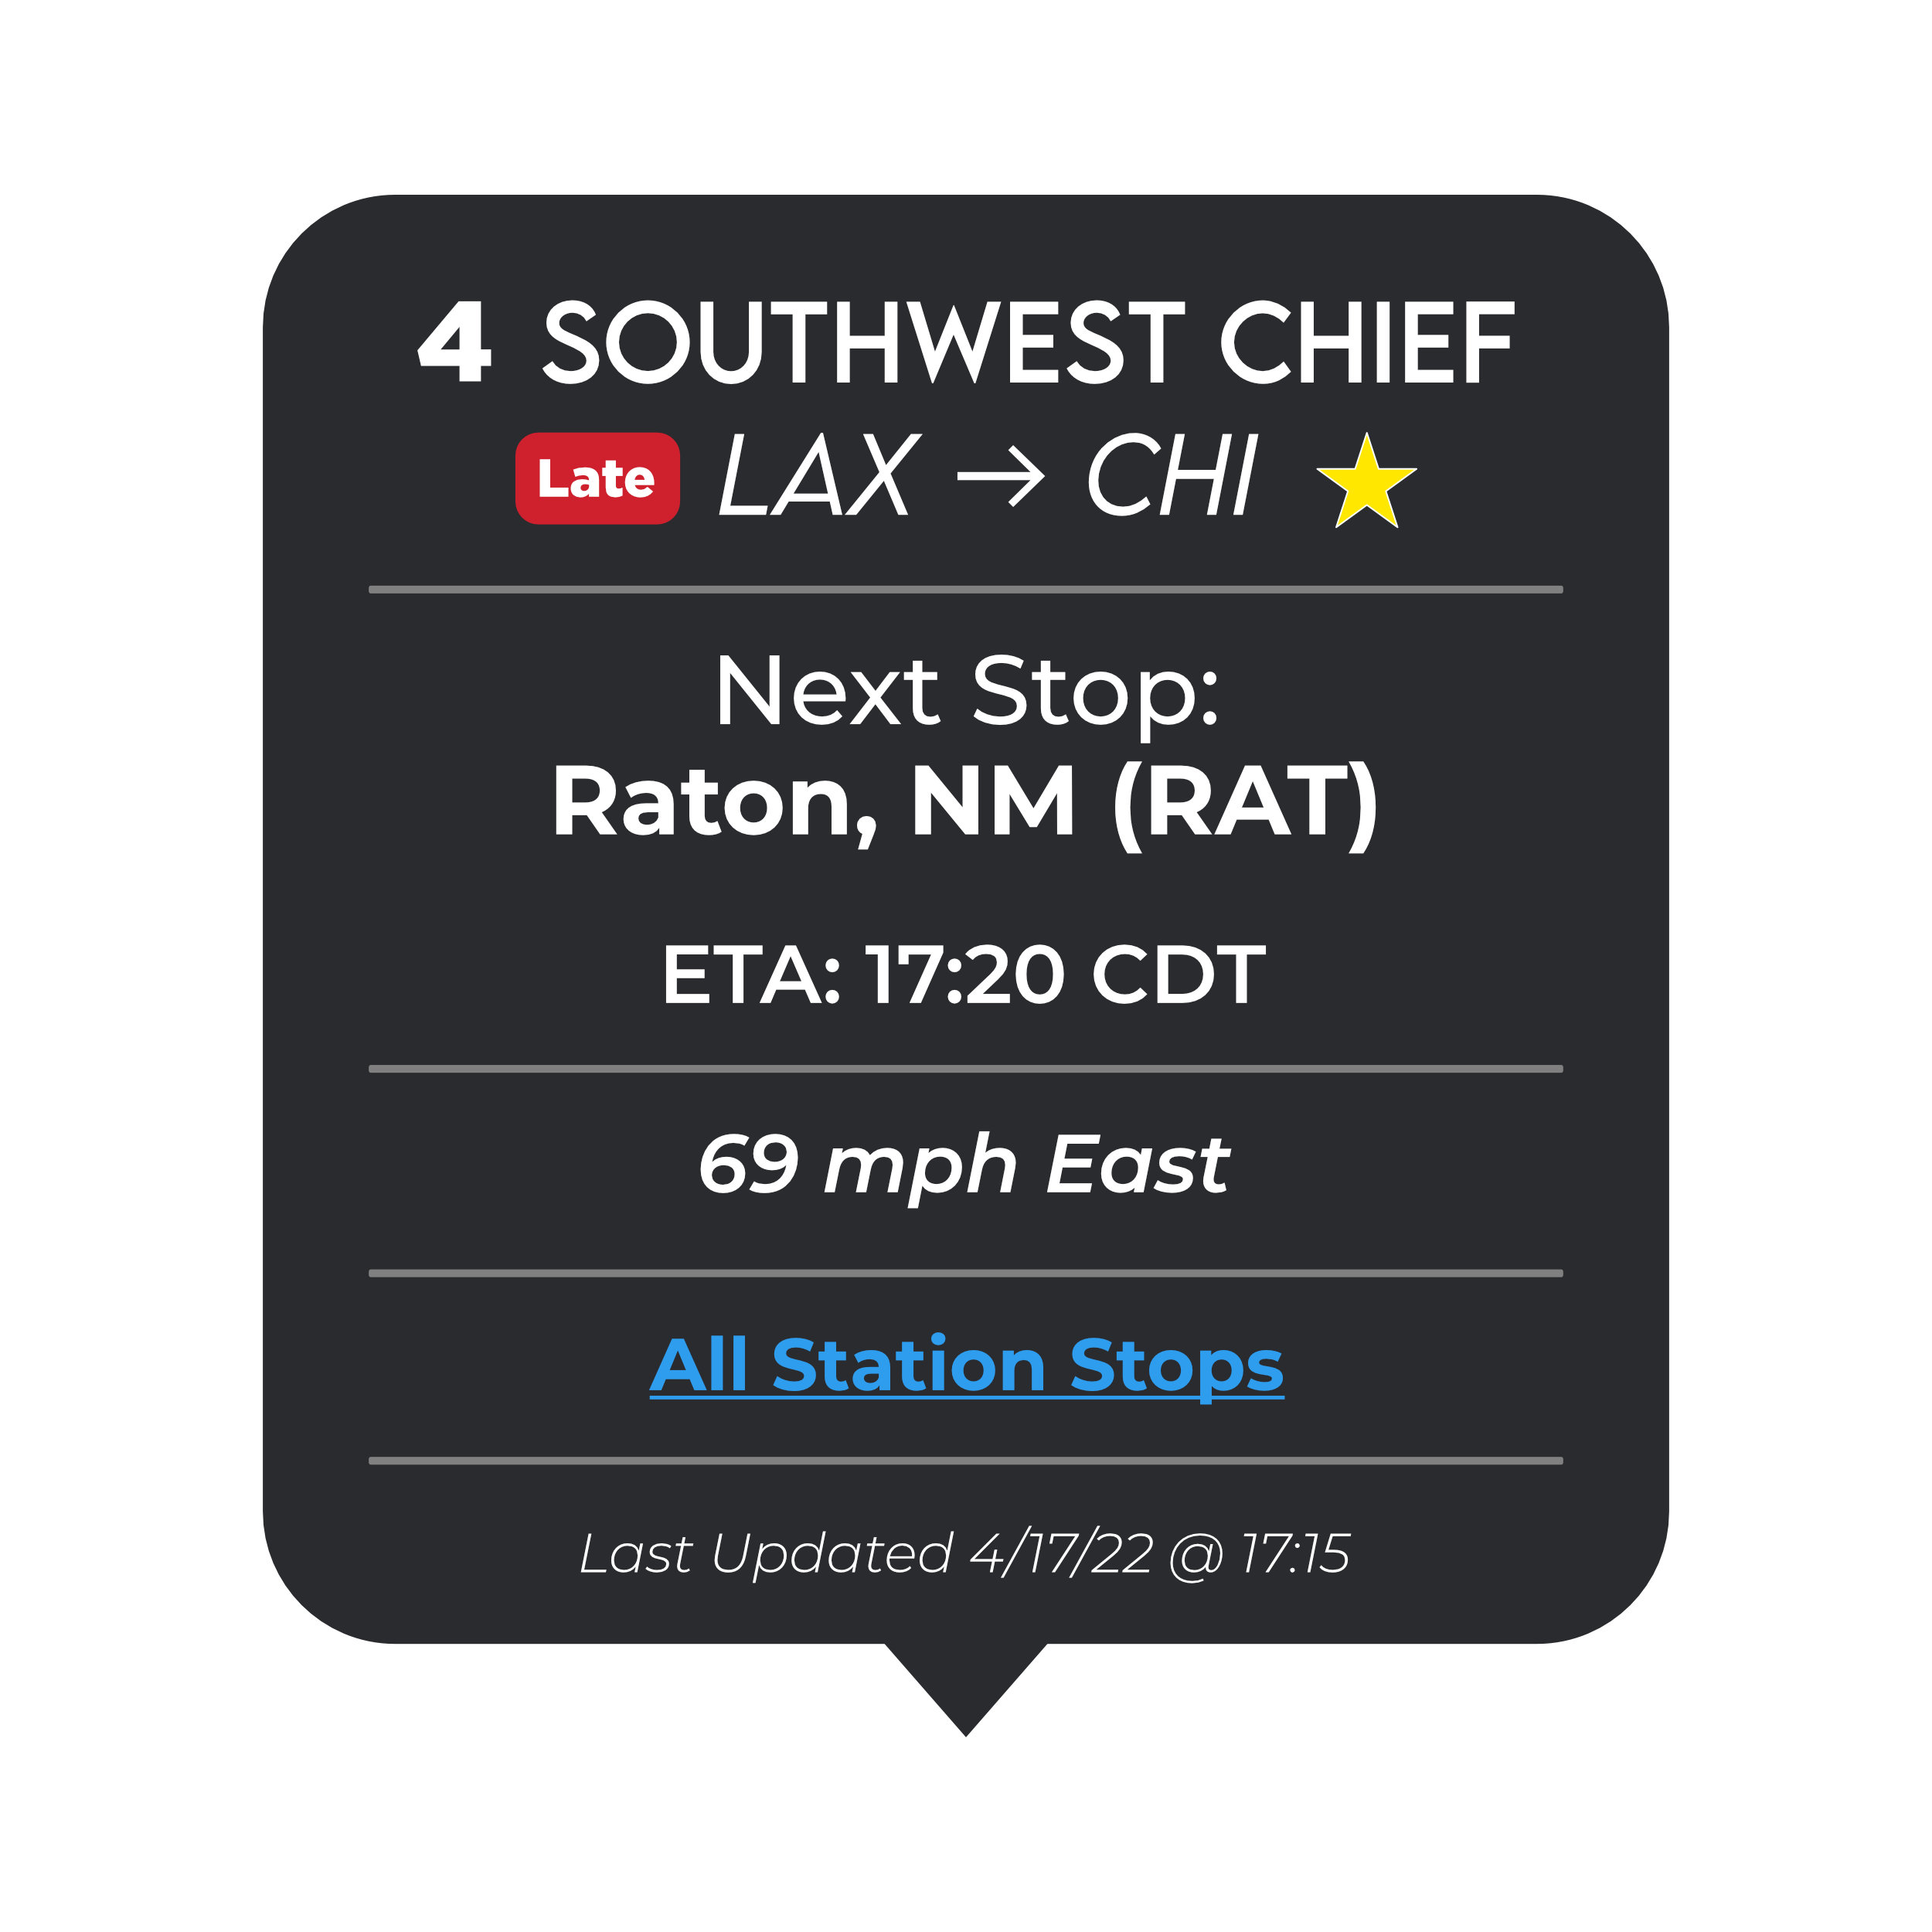 4 SOUTHWEST CHIEF
Late LAX → CHI
Next Stop:
Raton, NM (RAT)
ETA: 17:20 CDT
69 mph East
All Station Stops
Last Updated 4/17/22 @ 17:15